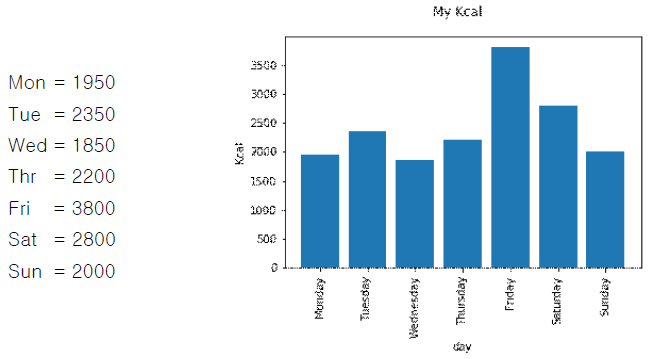 My Kcal
Mon = 1950
Tue = 2350
Wed = 1850
Thr = 2200
Fri = 3800
Sat = 2800
Sun = 2000
Kcal
3500
3000
2500
2000
1500
1000
500
0
Monday
Tuesday
Wednesday
Thursday
Friday
Saturday
Sunday
day